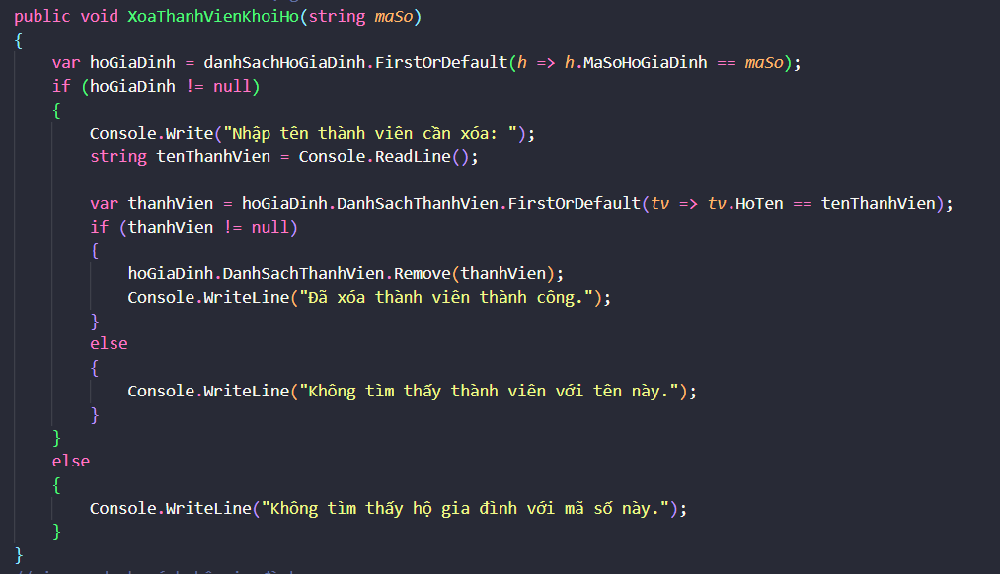 public void XoaThanhVienKhoiHo(string maSo)
{
var hoGiaDinh = danhSachHoGiaDinh.FirstOrDefault(h => h.MaSoHoGiaDinh == maSo);
if (hoGiaDinh != null)
{
Console.Write("Nhập tên thành viên cần xóa: ");
string tenThanhVien = Console.ReadLine();
var thanhVien = hoGiaDinh.DanhSachThanhVien.FirstOrDefault(tv => tv.HoTen == tenThanhVien);
if (thanhVien != null)
{
hoGiaDinh.DanhSachThanhVien.Remove(thanhVien);
Console.WriteLine("Đã xóa thành viên thành công.");
}
else
{
Console.WriteLine("Không tìm thấy thành viên với tên này.");
}
}
else
{
Console.WriteLine("Không tìm thấy hộ gia đình với mã số này.");
}
}